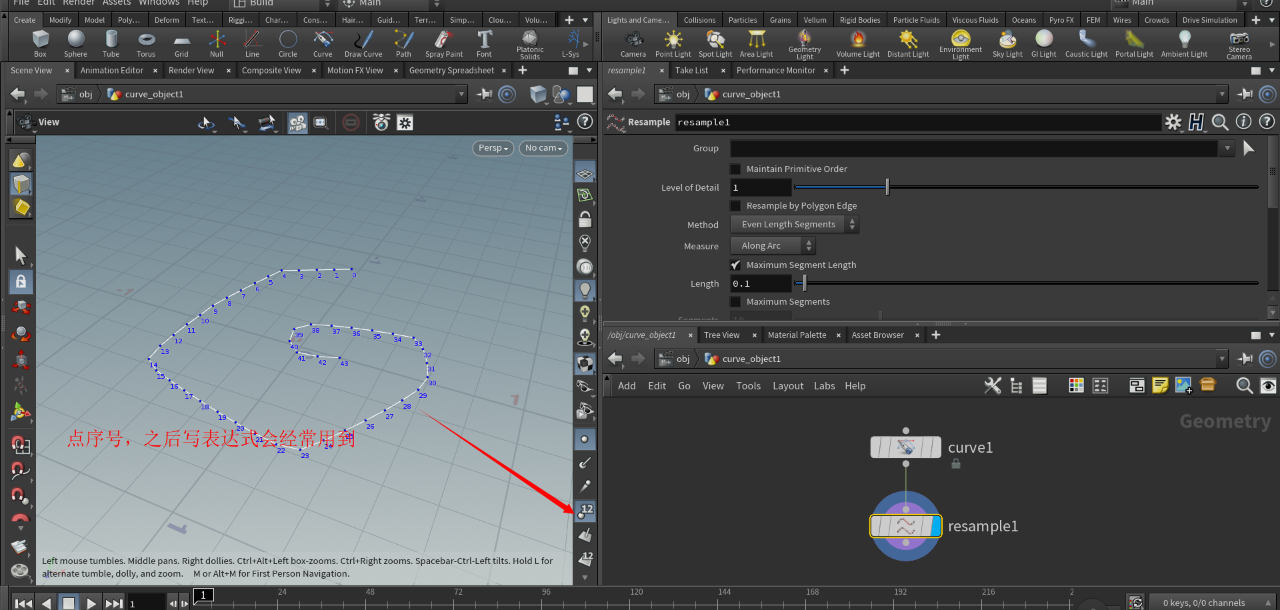 File Edit Render Assets Windows Help Build Main Main
Create Modify Model Poly... Deform Text... Riggi... Char... Cons... Hair... Guid... Terr... Simp... Clou... Volu...
Lights and Came... Collisions Particles Grains Vellum Rigid Bodies Particle Fluids Viscous Fluids Oceans Pyro FX FEM Wires Crowds Drive Simulation
Box Sphere Tube Torus Grid Null Line Circle Curve Draw Curve Path Spray Paint Font Platonic Solids L-Sys
Camera Point Light Spot Light Area Light Geometry Light Volume Light Distant Light Environment Light Sky Light GI Light Caustic Light Portal Light Ambient Light Stereo Camera
Scene View Animation Editor Render View Composite View Motion FX View Geometry Spreadsheet
resample1 Take List Performance Monitor
obj curve_object1
obj curve_object1
View
Resample resample1
Persp No cam
Group
Maintain Primitive Order
Level of Detail 1
Resample by Polygon Edge
Method Even Length Segments
Measure Along Arc
Maximum Segment Length
Length 0.1
Maximum Segments
Segments 10
/obj/curve_object1 Tree View Material Palette Asset Browser
obj curve_object1
Add Edit Go View Tools Layout Labs Help
Geometry
curve1
resample1
0 1 2 3 4 5 6 7 8 9 10 11 12 13 14 15 16 17 18 19 20 21 22 23 24 26 27 28 29 30 31 32 33 34 35 36 37 38 39 40 41 42 43
点序号，之后写表达式会经常用到
12
12
Left mouse tumbles. Middle pans. Right dollies. Ctrl+Alt+Left box-zooms. Ctrl+Right zooms. Spacebar-Ctrl-Left tilts. Hold L for
alternate tumble, dolly, and zoom. M or Alt+M for First Person Navigation.
1 1 24 48 72 96 120 144 168 192 216 2
0 keys, 0/0 channels